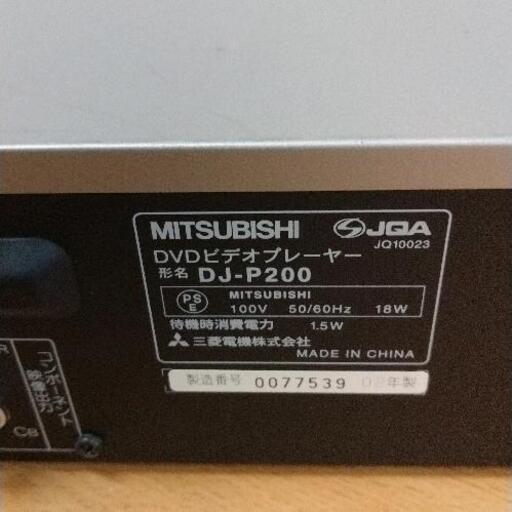 MITSUBISHI
JQA
JQ10023
DVDビデオプレーヤー
形名 DJ-P200
PS
E
MITSUBISHI
100V 50/60Hz 18W
待機時消費電力 1.5W
三菱電機株式会社
MADE IN CHINA
製造番号 0077539 02年製
コンポーネント
映像出力
R
CB